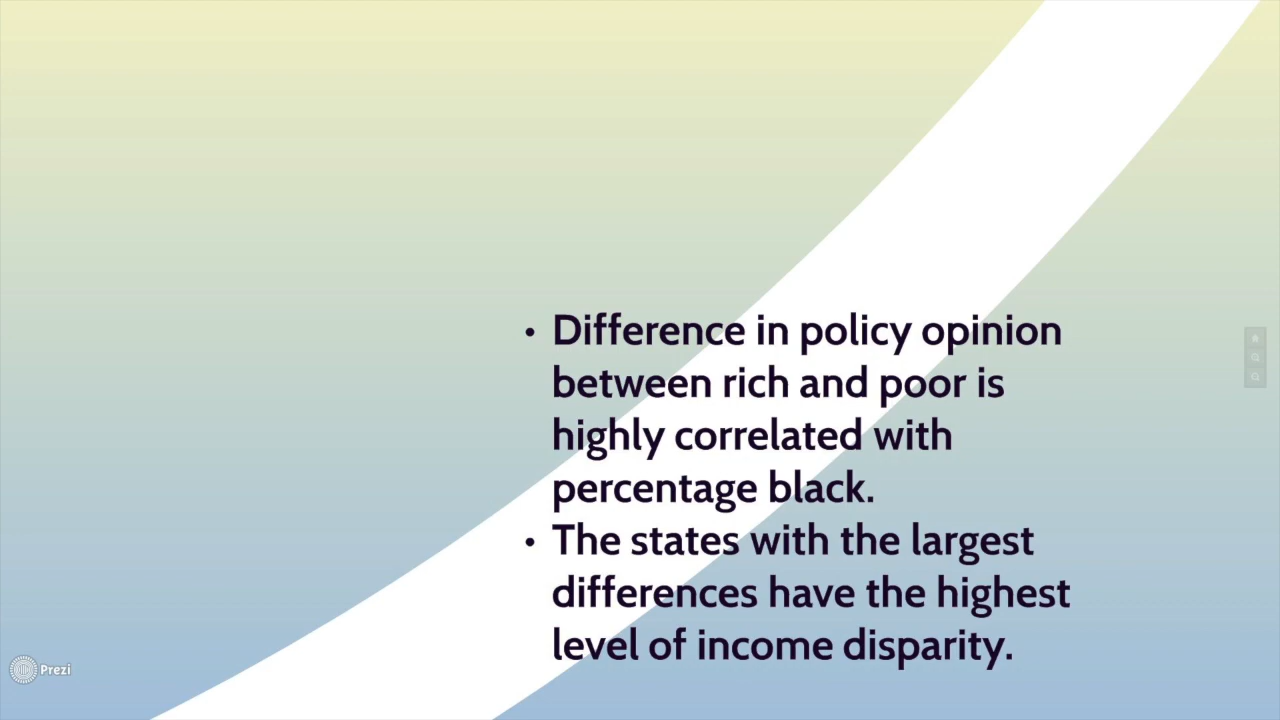 • Difference in policy opinion
between rich and poor is
highly correlated with
percentage black.
• The states with the largest
differences have the highest
level of income disparity.
Prezi